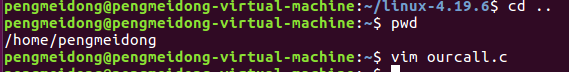 pengmeidong@pengmeidong-virtual-machine:~/linux-4.19.6$ cd ..
pengmeidong@pengmeidong-virtual-machine:~$ pwd
/home/pengmeidong
pengmeidong@pengmeidong-virtual-machine:~$ vim ourcall.c